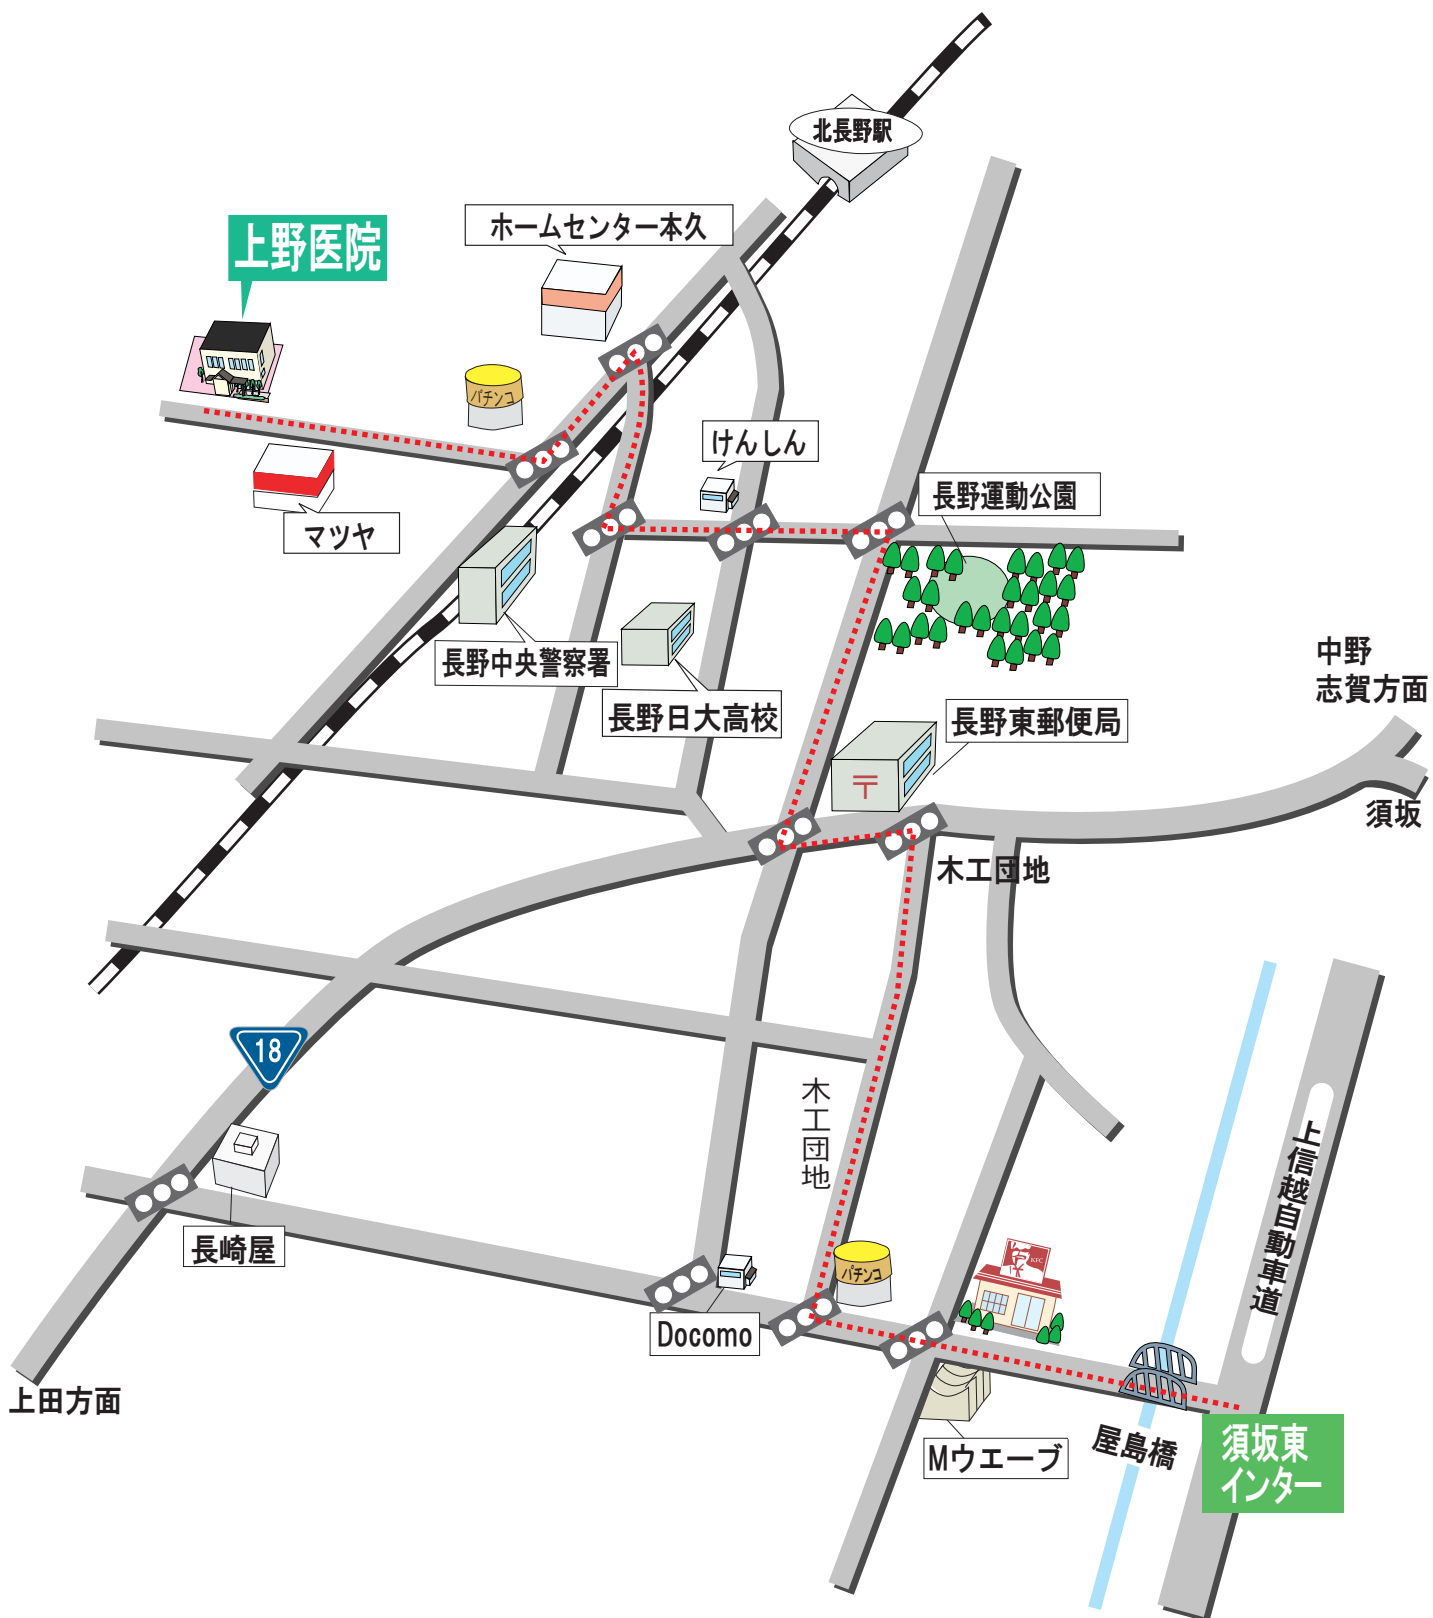 北長野駅
ホームセンター本久
上野医院
パチンコ
けんしん
長野運動公園
マツヤ
長野中央警察署
長野日大高校
長野東郵便局
〒
中野
志賀方面
須坂
木工団地
18
木工団地
上信越自動車道
長崎屋
パチンコ
KFC
Docomo
上田方面
Mウエーブ
屋島橋
須坂東
インター